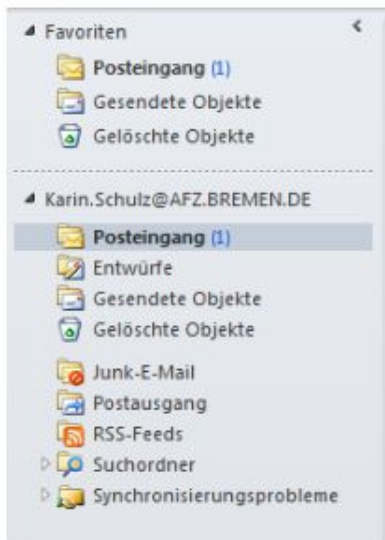 Favoriten
Posteingang (1)
Gesendete Objekte
Gelöschte Objekte
Karin.Schulz@AFZ.BREMEN.DE
Posteingang (1)
Entwürfe
Gesendete Objekte
Gelöschte Objekte
Junk-E-Mail
Postausgang
RSS-Feeds
Suchordner
Synchronisierungsprobleme